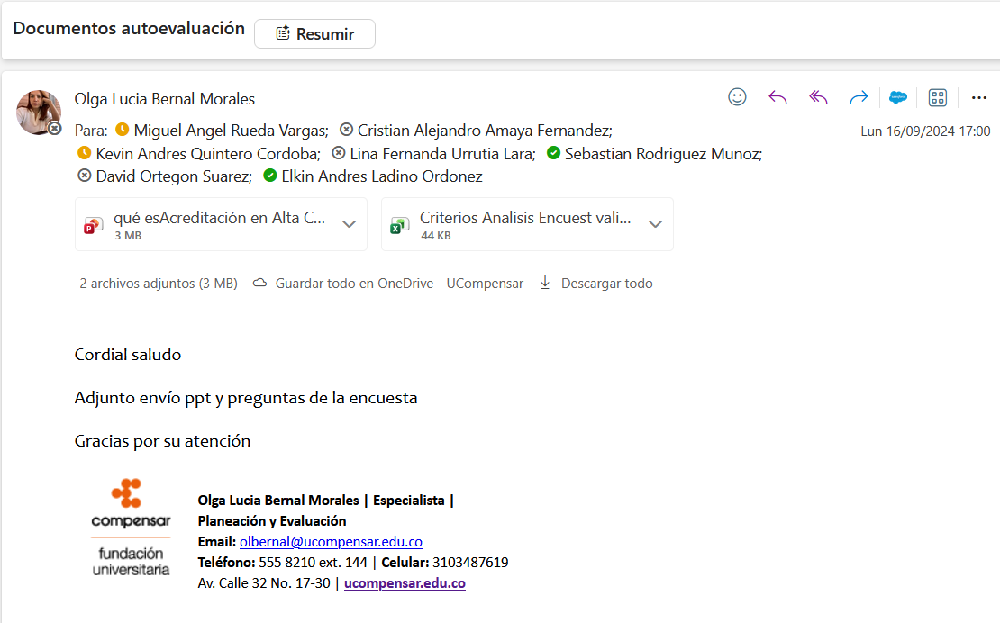 Documentos autoevaluación
Resumir
Olga Lucia Bernal Morales
Para: Miguel Angel Rueda Vargas; Cristian Alejandro Amaya Fernandez;
Kevin Andres Quintero Cordoba; Lina Fernanda Urrutia Lara; Sebastian Rodriguez Munoz;
David Ortegon Suarez; Elkin Andres Ladino Ordonez
Lun 16/09/2024 17:00
qué esAcreditación en Alta C...
3 MB
Criterios Analisis Encuest vali...
44 KB
2 archivos adjuntos (3 MB) Guardar todo en OneDrive - UCompensar Descargar todo
Cordial saludo
Adjunto envío ppt y preguntas de la encuesta
Gracias por su atención
compensar
fundación
universitaria
Olga Lucia Bernal Morales | Especialista |
Planeación y Evaluación
Email: olbernal@ucompensar.edu.co
Teléfono: 555 8210 ext. 144 | Celular: 3103487619
Av. Calle 32 No. 17-30 | ucompensar.edu.co